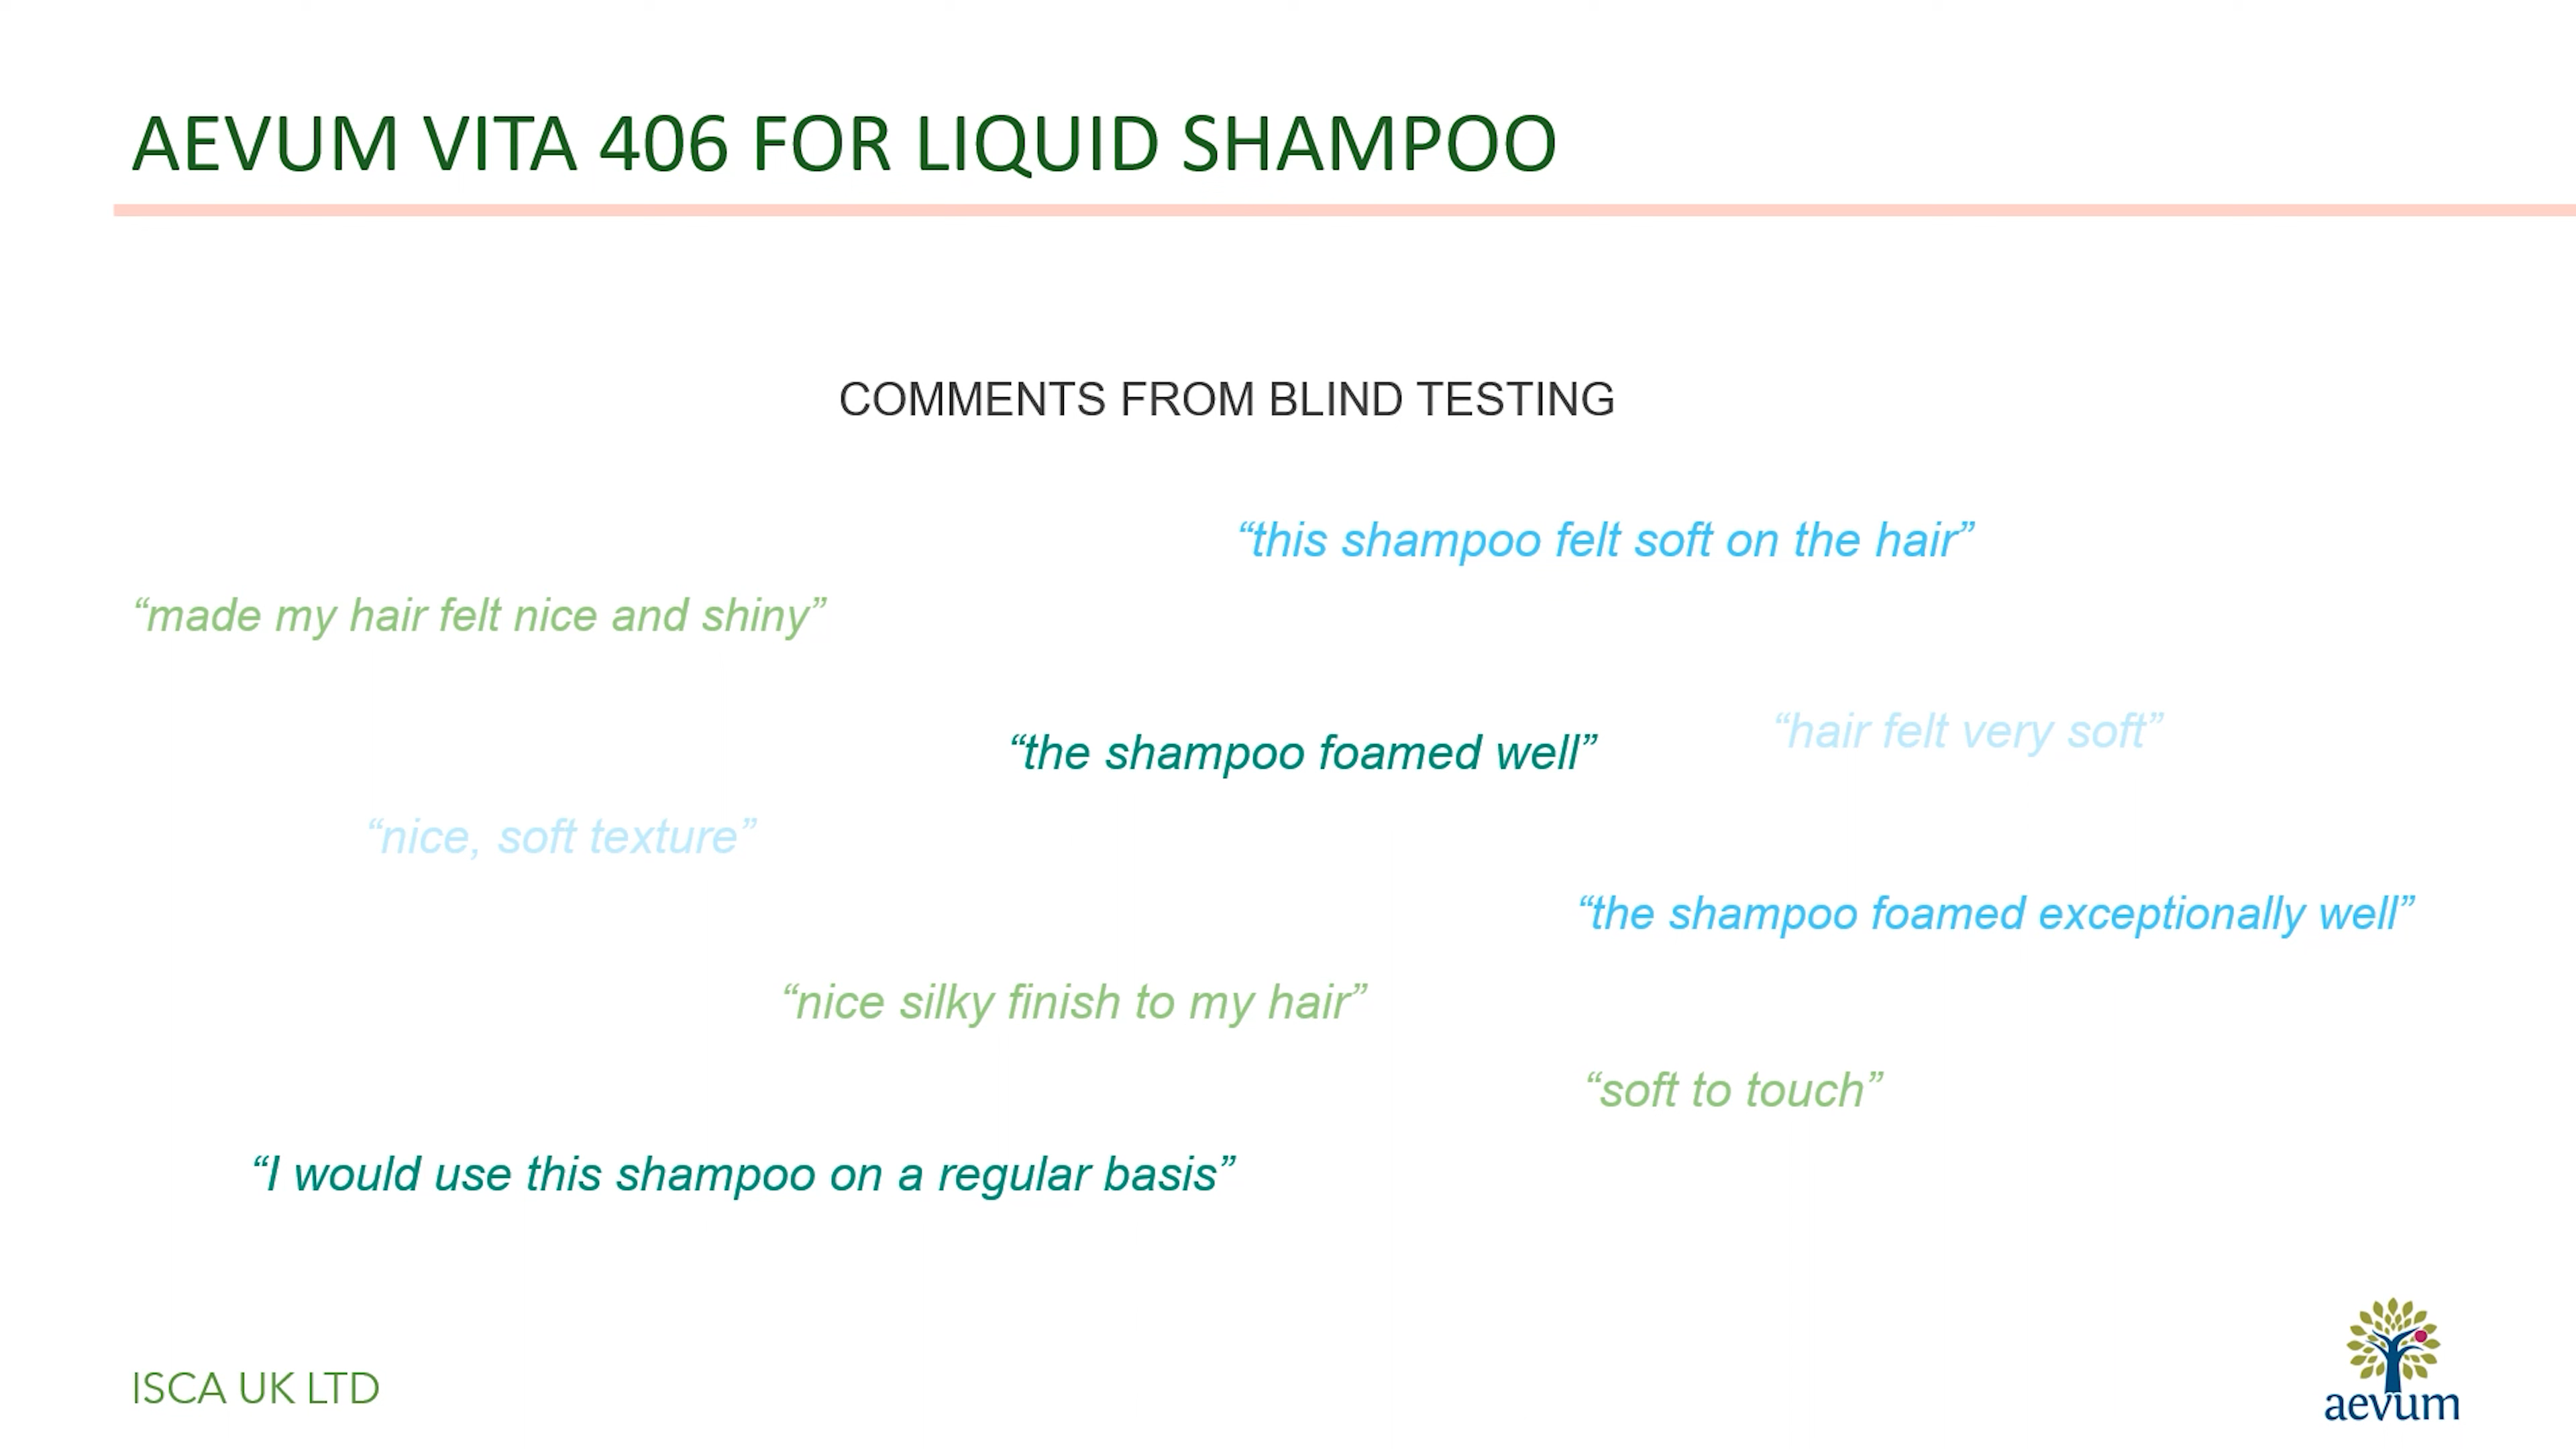 AEVUM VITA 406 FOR LIQUID SHAMPOO
COMMENTS FROM BLIND TESTING
“this shampoo felt soft on the hair”
“made my hair felt nice and shiny”
“hair felt very soft”
“the shampoo foamed well”
“nice, soft texture”
“the shampoo foamed exceptionally well”
“nice silky finish to my hair”
“soft to touch”
“I would use this shampoo on a regular basis”
ISCA UK LTD
aevum